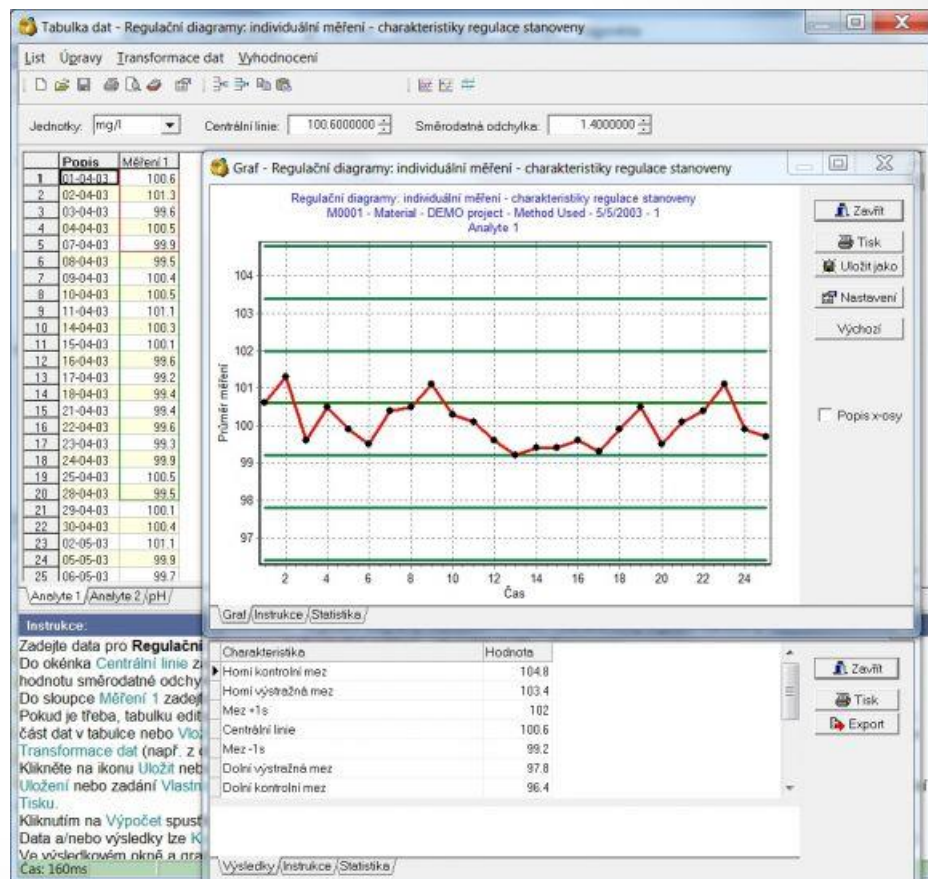 Tabulka dat - Regulační diagramy: individuální měření - charakteristiky regulace stanoveny
List Úpravy Transformace dat Vyhodnocení
Jednotky: mg/l Centrální linie: 100.6000000 Směrodatná odchylka: 1.4000000
Popis Měření 1
1 01-04-03 100.6
2 02-04-03 101.3
3 03-04-03 99.6
4 04-04-03 100.5
5 07-04-03 99.9
6 08-04-03 99.5
7 09-04-03 100.4
8 10-04-03 100.5
9 11-04-03 101.1
10 14-04-03 100.3
11 15-04-03 100.1
12 16-04-03 99.6
13 17-04-03 99.2
14 18-04-03 99.4
15 21-04-03 99.4
16 22-04-03 99.6
17 23-04-03 99.3
18 24-04-03 99.9
19 25-04-03 100.5
20 28-04-03 99.5
21 29-04-03 100.1
22 30-04-03 100.4
23 02-05-03 101.1
24 05-05-03 99.9
25 06-05-03 99.7
Analyte 1 Analyte 2 pH
Graf - Regulační diagramy: individuální měření - charakteristiky regulace stanoveny
Regulační diagramy: individuální měření - charakteristiky regulace stanoveny
M0001 - Material - DEMO project - Method Used - 5/5/2003 - 1
Analyte 1
Průměr měření
104
103
102
101
100
99
98
97
2 4 6 8 10 12 14 16 18 20 22 24
Čas
Zavřít
Tisk
Uložit jako
Nastavení
Výchozí
Popis x-osy
Graf Instrukce Statistika
Instrukce:
Zadejte data pro Regulační
Do okénka Centrální linie
hodnotu směrodatné
Do sloupce Měření 1
Pokud je třeba, tabulku
část dat v tabulce nebo
Transformace dat (např. z
Klikněte na ikonu Uložit
Uložení nebo zadání
Tisku.
Kliknutím na Výpočet
Data a/nebo výsledky lze
Ve výsledkovém okně a
Čas: 160ms
Charakteristika Hodnota
Horní kontrolní mez 104.8
Horní výstražná mez 103.4
Mez +1s 102
Centrální linie 100.6
Mez -1s 99.2
Dolní výstražná mez 97.8
Dolní kontrolní mez 96.4
Zavřít
Tisk
Export
Výsledky Instrukce Statistika